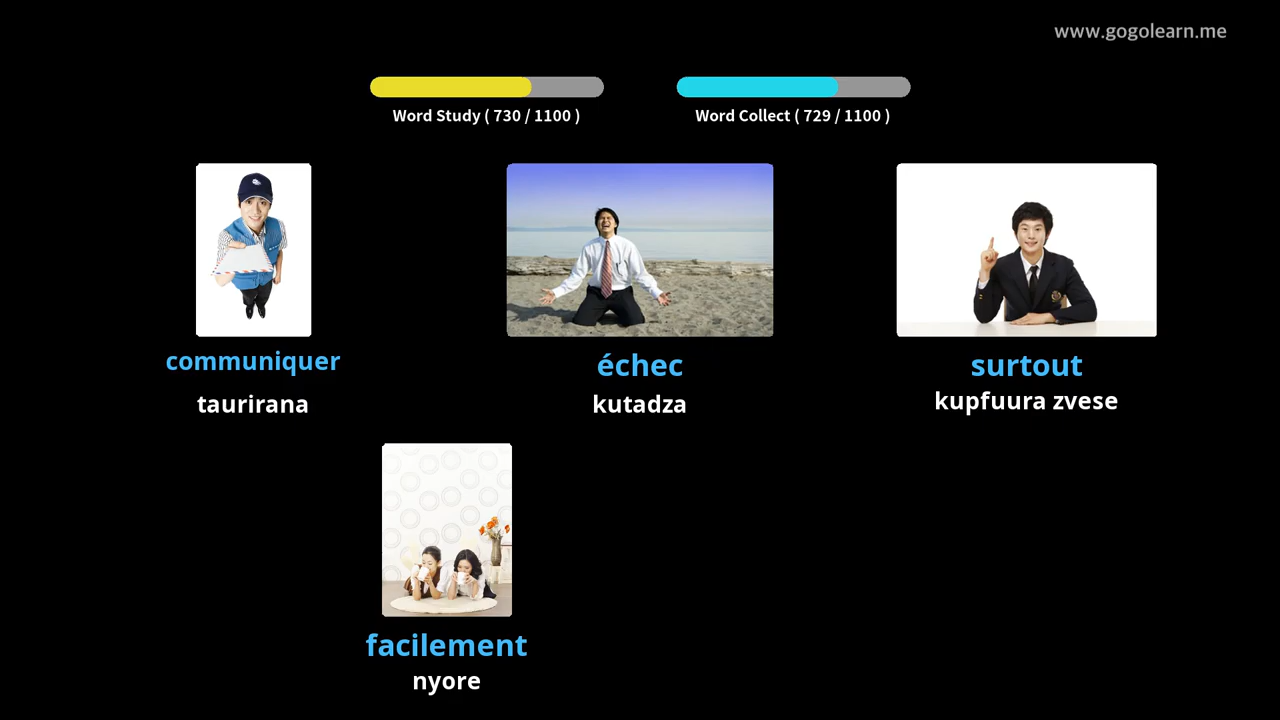 www.gogolearn.me
Word Study ( 730 / 1100 )
Word Collect ( 729 / 1100 )
communiquer
taurirana
échec
kutadza
surtout
kupfuura zvese
facilement
nyore